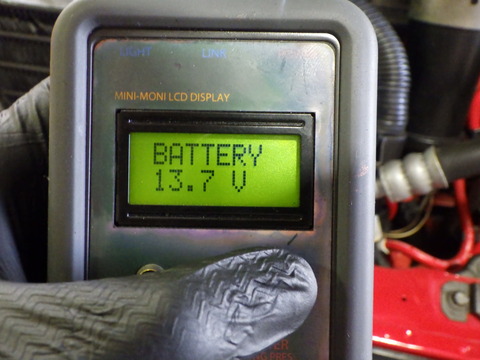 LIGHT LINK
MINI-MONI LCD DISPLAY
BATTERY
13.7 V